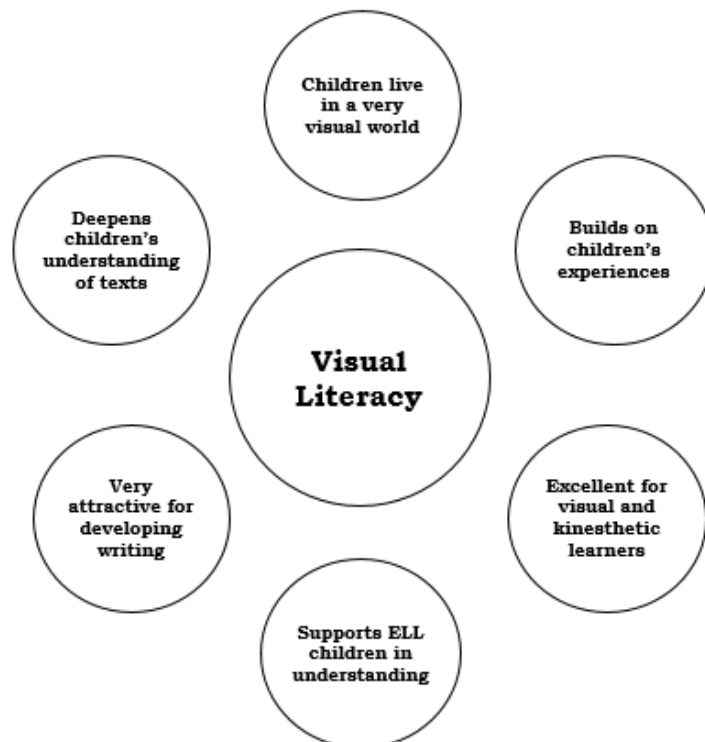 Children live
in a very
visual world
Deepens
children's
understanding
of texts
Builds on
children's
experiences
Visual
Literacy
Very
attractive for
developing
writing
Excellent for
visual and
kinesthetic
learners
Supports ELL
children in
understanding